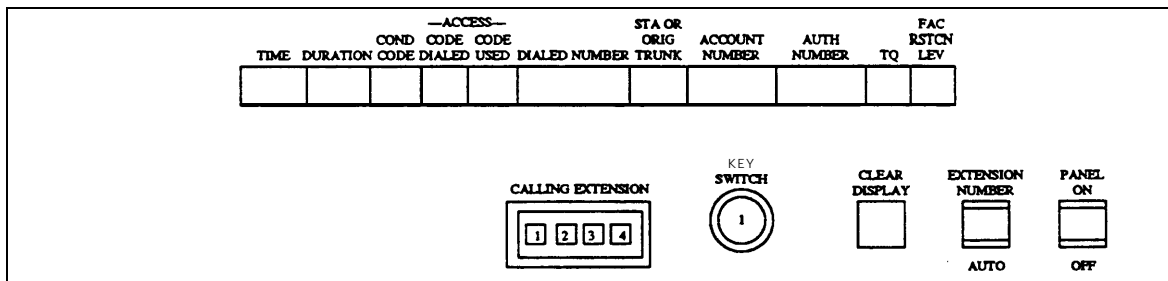 —ACCESS— STA OR FAC
COND CODE CODE ORIG ACCOUNT AUTH RSTCN
TIME DURATION CODE DIALED USED DIALED NUMBER TRUNK NUMBER NUMBER TQ LEV
KEY
CALLING EXTENSION SWITCH CLEAR DISPLAY EXTENSION NUMBER PANEL ON
1 2 3 4 1
AUTO OFF